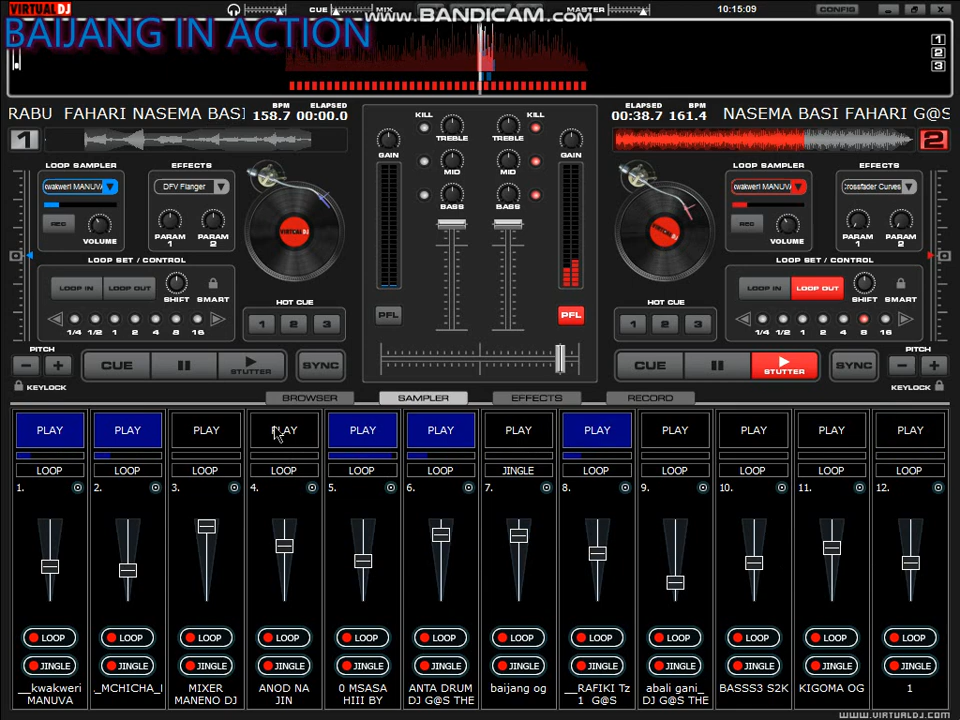 VIRTUAL DJ
CUE MIX
www.BANDICAM.com
MASTER
10:15:09
CONFIG
BAIJANG IN ACTION
1
2
3
RABU FAHARI NASEMA BASI
BPM
158.7
ELAPSED
00:00.0
KILL
TREBLE
TREBLE
KILL
GAIN
GAIN
MID
MID
BASS
BASS
ELAPSED
00:38.7
BPM
161.4
NASEMA BASI FAHARI G@S
1
2
LOOP SAMPLER
EFFECTS
kwakweri MANUVA
DFV Flanger
REC
VOLUME
PARAM 1
PARAM 2
LOOP SET / CONTROL
LOOP IN
LOOP OUT
SHIFT
SMART
1/4 1/2 1 2 4 8 16
HOT CUE
1 2 3
PITCH
KEYLOCK
CUE
STUTTER
SYNC
PFL
PFL
VIRTUALDJ
VIRTUALDJ
LOOP SAMPLER
EFFECTS
kwakweri MANUVA
Crossfader Curves
REC
VOLUME
PARAM 1
PARAM 2
HOT CUE
1 2 3
LOOP SET / CONTROL
LOOP IN
LOOP OUT
SHIFT
SMART
1/4 1/2 1 2 4 8 16
CUE
STUTTER
SYNC
PITCH
KEYLOCK
BROWSER
SAMPLER
EFFECTS
RECORD
PLAY PLAY PLAY PLAY PLAY PLAY PLAY PLAY PLAY PLAY PLAY PLAY
LOOP LOOP LOOP LOOP LOOP LOOP JINGLE LOOP LOOP LOOP LOOP LOOP
1. 2. 3. 4. 5. 6. 7. 8. 9. 10. 11. 12.
LOOP LOOP LOOP LOOP LOOP LOOP LOOP LOOP LOOP LOOP LOOP LOOP
JINGLE JINGLE JINGLE JINGLE JINGLE JINGLE JINGLE JINGLE JINGLE JINGLE JINGLE JINGLE
__kwakweri
MANUVA
._MCHICHA_
MIXER
MANENO DJ
ANOD NA
JIN
0 MSASA
HIII BY
ANTA DRUM
DJ G@S THE
baijang og
__RAFIKI Tz
1 G@S
abali gani_
DJ G@S THE
BASSS3 S2K
KIGOMA OG
1
WWW.VIRTUALDJ.COM